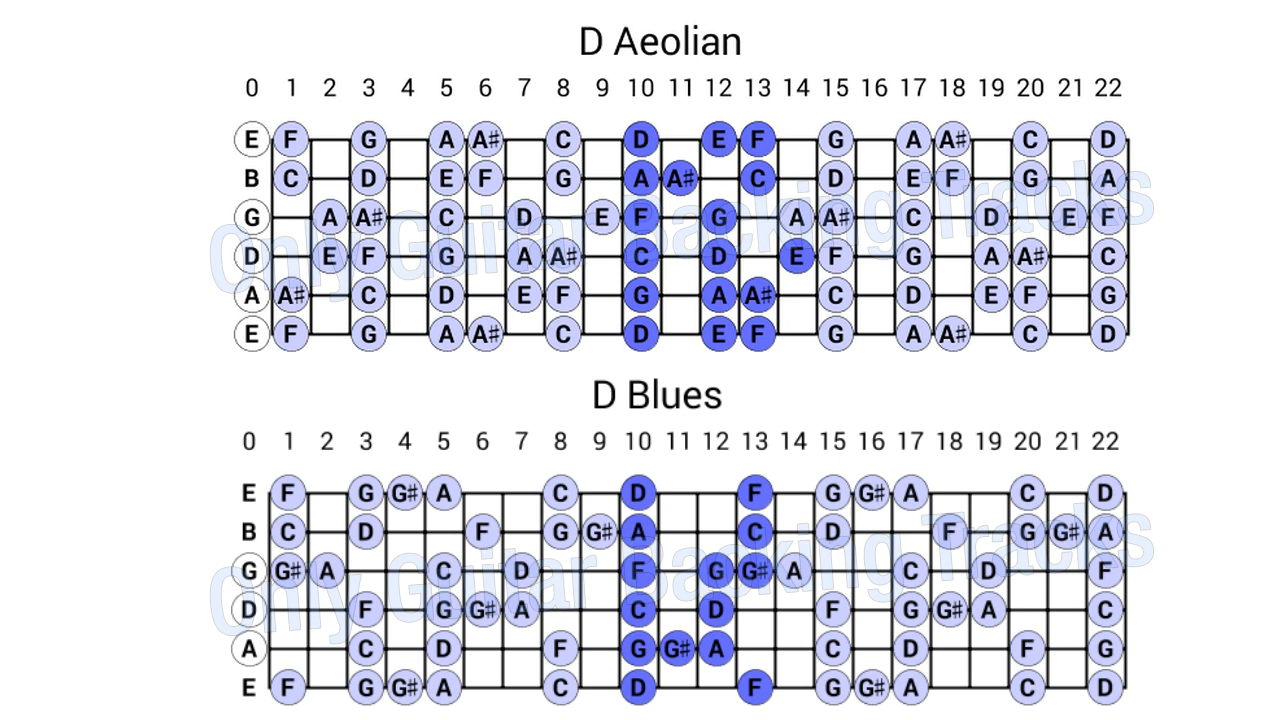 D Aeolian
0 1 2 3 4 5 6 7 8 9 10 11 12 13 14 15 16 17 18 19 20 21 22
E F G A A# C D E F G A A# C D
B C D E F G A A# C D E F G A
G A A# C D E F G A A# C D E F
D E F G A A# C D E F G A A# C
A A# C D E F G A A# C D E F G
E F G A A# C D E F G A A# C D
Only Guitar Backing Tracks
D Blues
0 1 2 3 4 5 6 7 8 9 10 11 12 13 14 15 16 17 18 19 20 21 22
E F G G# A C D F G G# A C D
B C D F G G# A C D F G G# A
G G# A C D F G G# A C D F
D F G G# A C D F G G# A C
A C D F G G# A C D F G
E F G G# A C D F G G# A C D
Only Guitar Backing Tracks